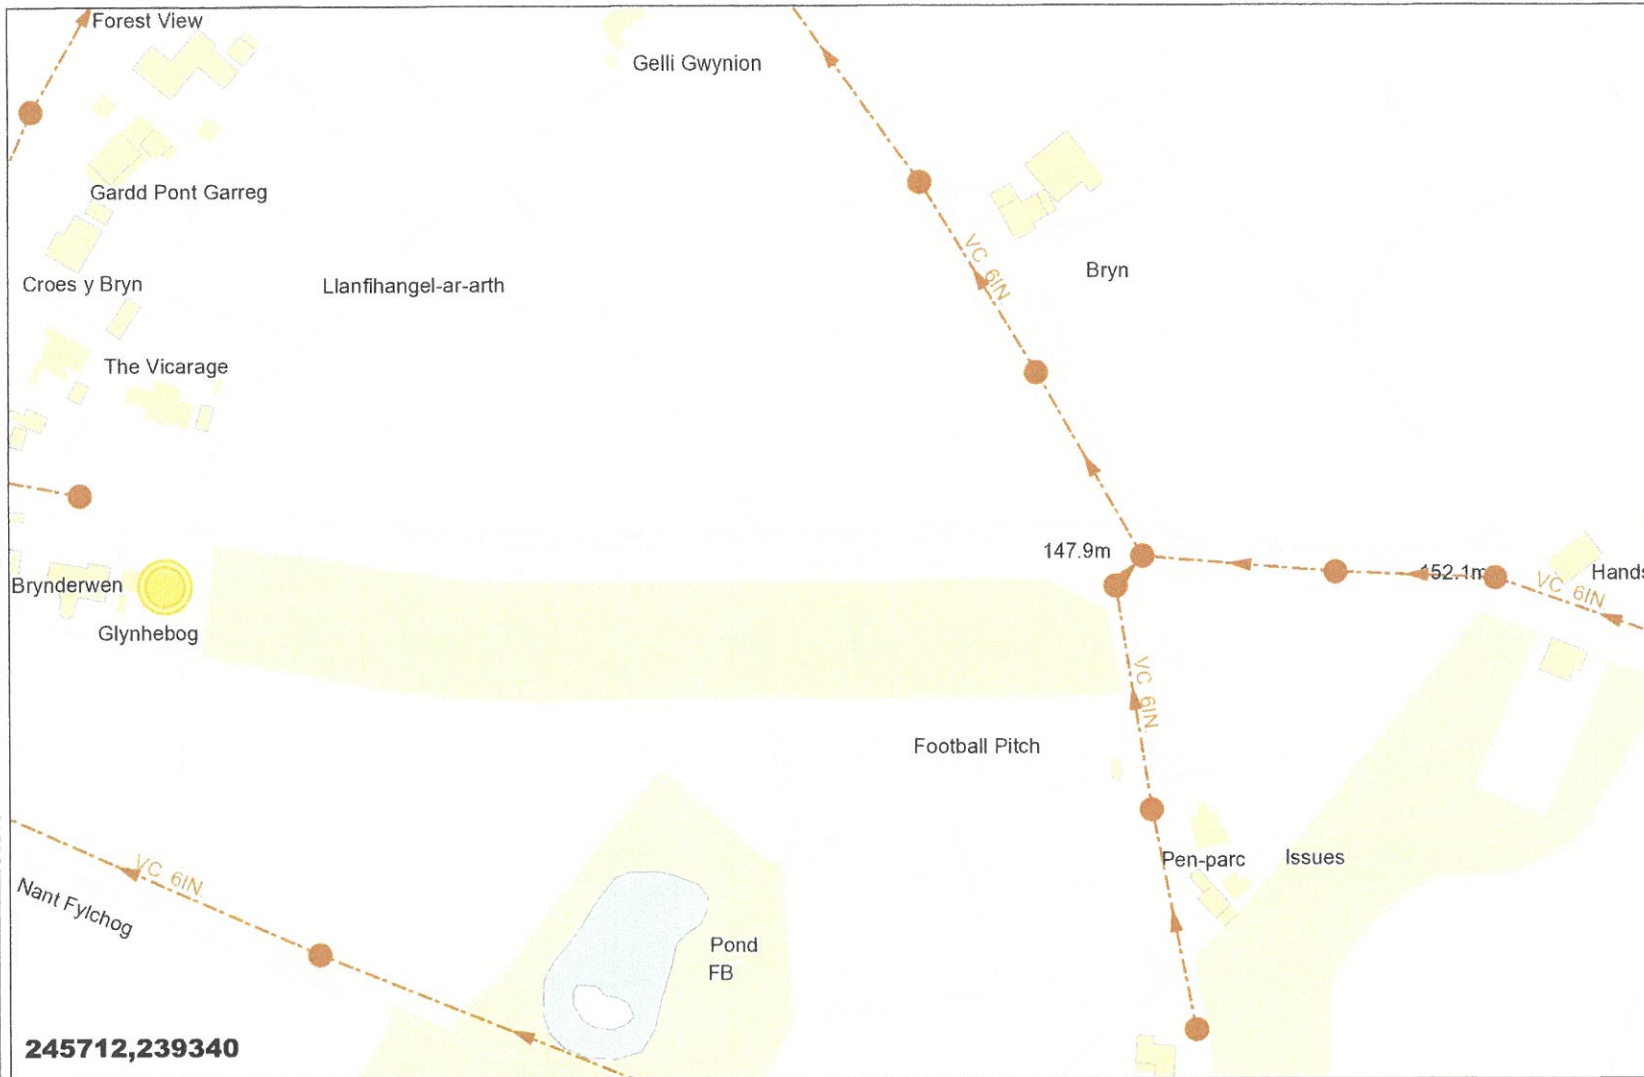 Forest View
Gelli Gwynion
Gardd Pont Garreg
VC 6IN.
Bryn
Croes y Bryn
Llanfihangel-ar-arth
The Vicarage
147.9m
152.1m
Hands
VC 6IN
Brynderwen
Glynhebog
VC 6IN.
Football Pitch
Pen-parc
Issues
VC 6IN
Nant Fylchog
Pond
FB
245712,239340